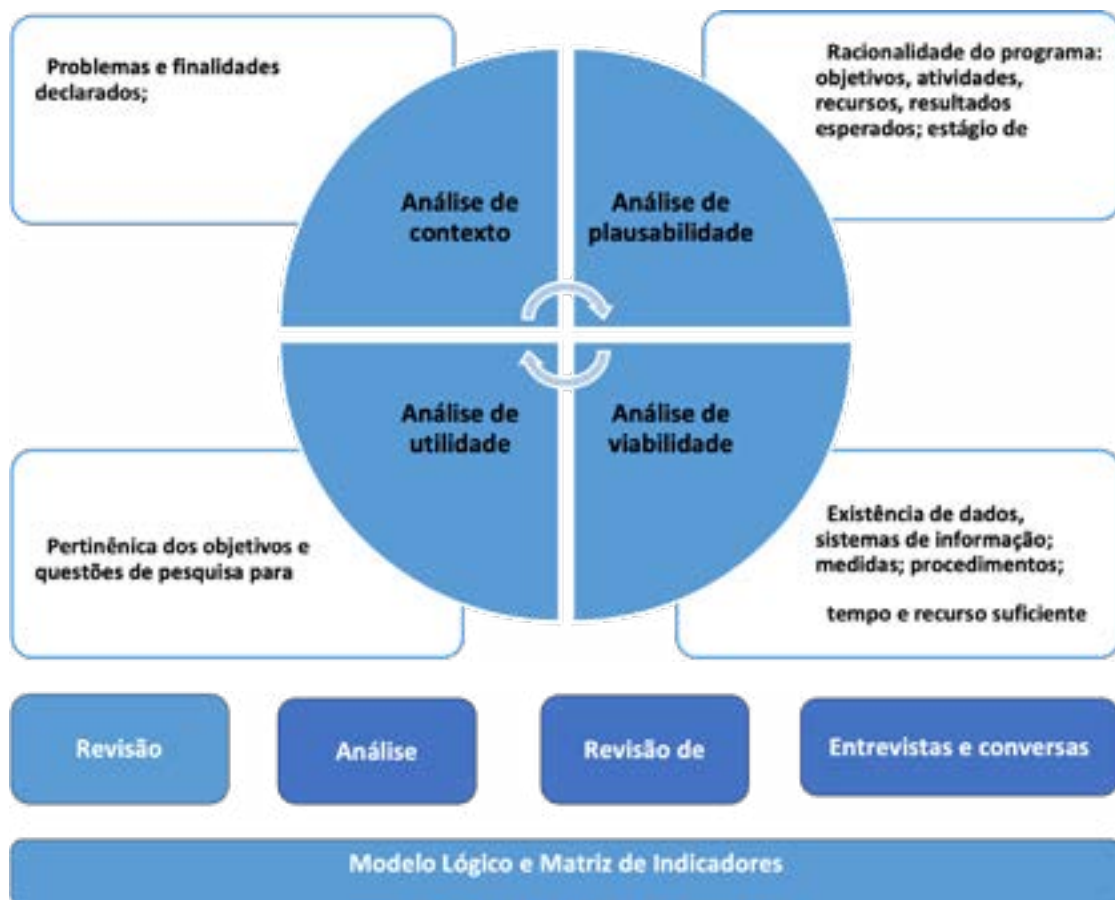 Problemas e finalidades
declarados;
Racionalidade do programa:
objetivos, atividades,
recursos, resultados
esperados; estágio de
Análise de
contexto
Análise de
plausabilidade
Análise de
utilidade
Análise de
viabilidade
Pertinênica dos objetivos e
questões de pesquisa para
Existência de dados,
sistemas de informação;
medidas; procedimentos;
tempo e recurso suficiente
Revisão
Análise
Revisão de
Entrevistas e conversas
Modelo Lógico e Matriz de Indicadores